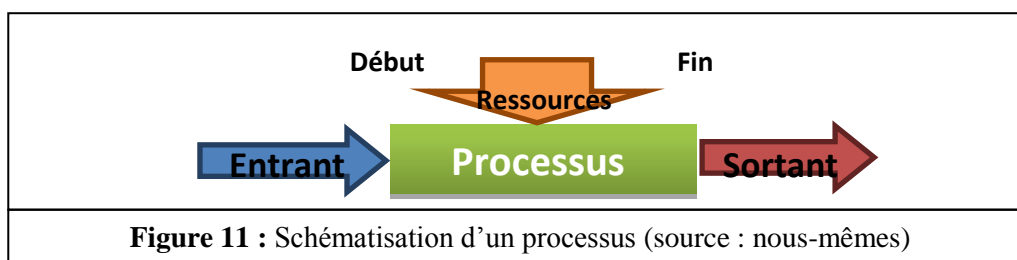 Début Fin
Ressources
Entrant Processus Sortant
Figure 11 : Schématisation d’un processus (source : nous-mêmes)